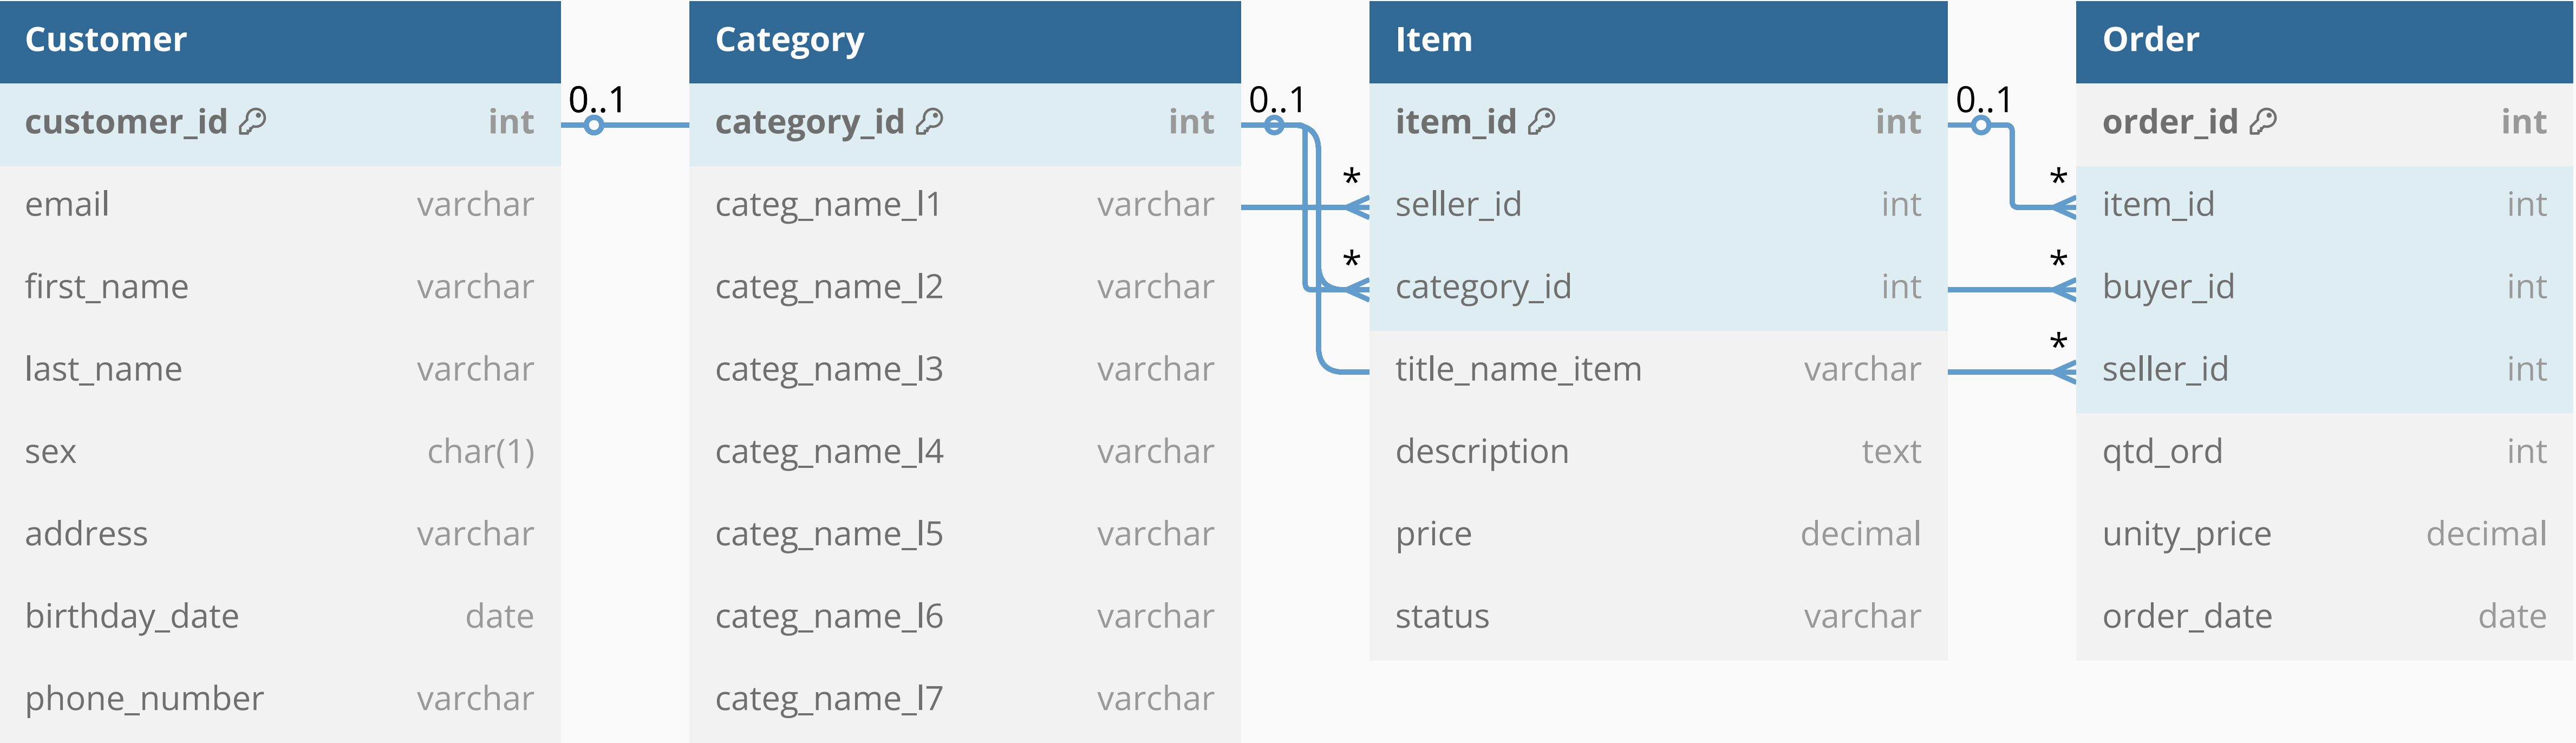 Customer
customer_id int
email varchar
first_name varchar
last_name varchar
sex char(1)
address varchar
birthday_date date
phone_number varchar
0..1
Category
category_id int
categ_name_l1 varchar
categ_name_l2 varchar
categ_name_l3 varchar
categ_name_l4 varchar
categ_name_l5 varchar
categ_name_l6 varchar
categ_name_l7 varchar
0..1
*
*
Item
item_id int
seller_id int
category_id int
title_name_item varchar
description text
price decimal
status varchar
0..1
*
*
*
Order
order_id int
item_id int
buyer_id int
seller_id int
qtd_ord int
unity_price decimal
order_date date